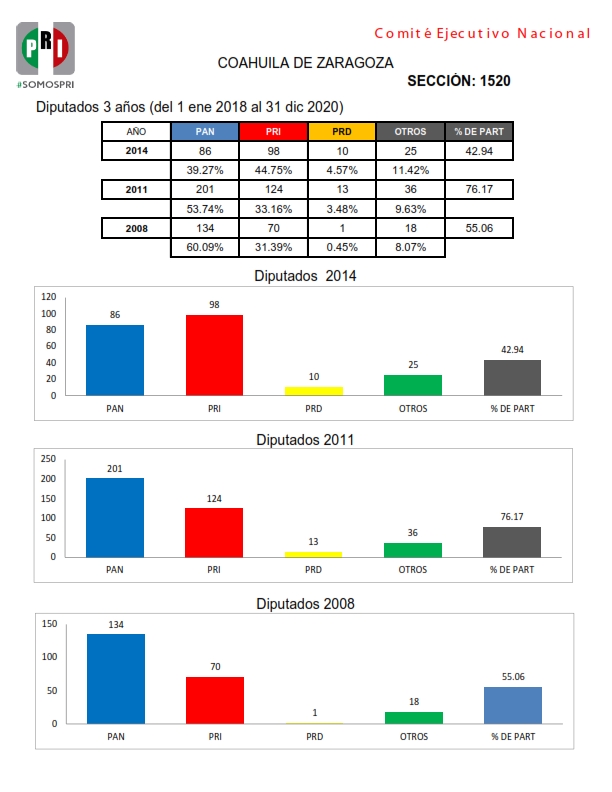 Comité Ejecutivo Nacional
PRI
#SOMOSPRI
COAHUILA DE ZARAGOZA
SECCIÓN: 1520
Diputados 3 años (del 1 ene 2018 al 31 dic 2020)
AÑO PAN PRI PRD OTROS % DE PART
2014 86 98 10 25 42.94
39.27% 44.75% 4.57% 11.42%
2011 201 124 13 36 76.17
53.74% 33.16% 3.48% 9.63%
2008 134 70 1 18 55.06
60.09% 31.39% 0.45% 8.07%
Diputados 2014
120
100
80
60
40
20
0
86 98 10 25 42.94
PAN PRI PRD OTROS % DE PART
Diputados 2011
250
200
150
100
50
0
201 124 13 36 76.17
PAN PRI PRD OTROS % DE PART
Diputados 2008
150
100
50
0
134 70 1 18 55.06
PAN PRI PRD OTROS % DE PART